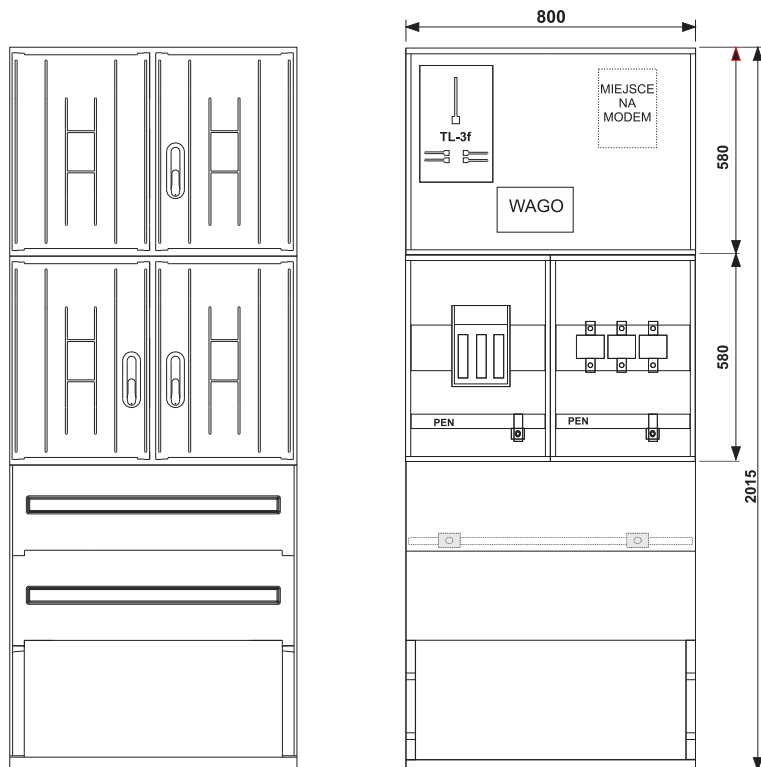 800
MIEJSCE
NA
MODEM
TL-3f
WAGO
580
580
PEN
PEN
2015